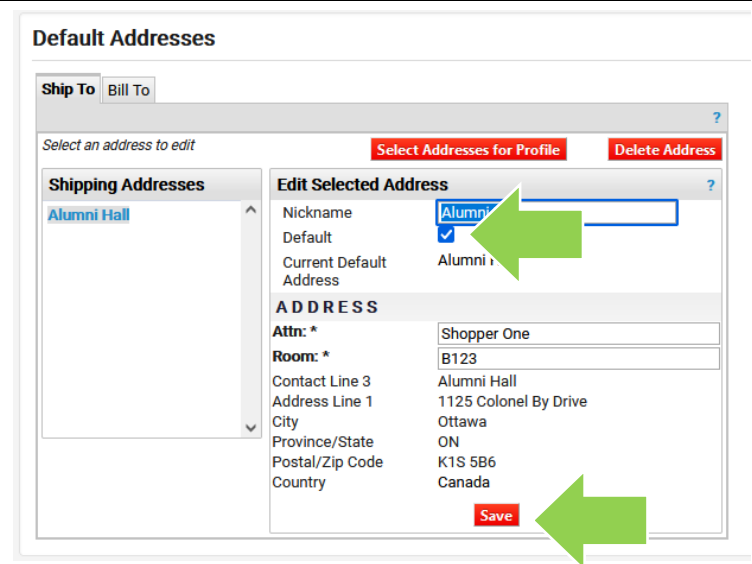 Default Addresses
Ship To Bill To
?
Select an address to edit Select Addresses for Profile Delete Address
Shipping Addresses Edit Selected Address ?
Alumni Hall Nickname Alumni
Default
Current Default Alumni
Address
ADDRESS
Attn: * Shopper One
Room: * B123
Contact Line 3 Alumni Hall
Address Line 1 1125 Colonel By Drive
City Ottawa
Province/State ON
Postal/Zip Code K1S 5B6
Country Canada
Save